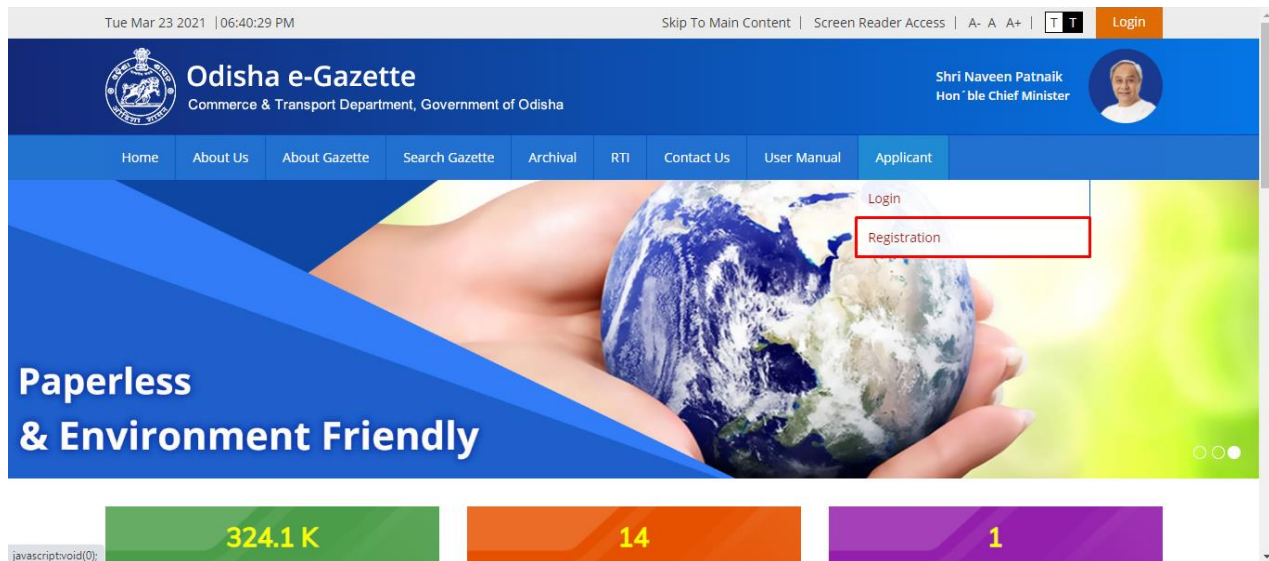 Tue Mar 23 2021 |06:40:29 PM
Skip To Main Content | Screen Reader Access | A- A A+ | T T Login
Odisha e-Gazette
Commerce & Transport Department, Government of Odisha
Shri Naveen Patnaik
Hon´ble Chief Minister
Home About Us About Gazette Search Gazette Archival RTI Contact Us User Manual Applicant
Login
Registration
Paperless
& Environment Friendly
324.1 K 14 1
javascript:void(0);